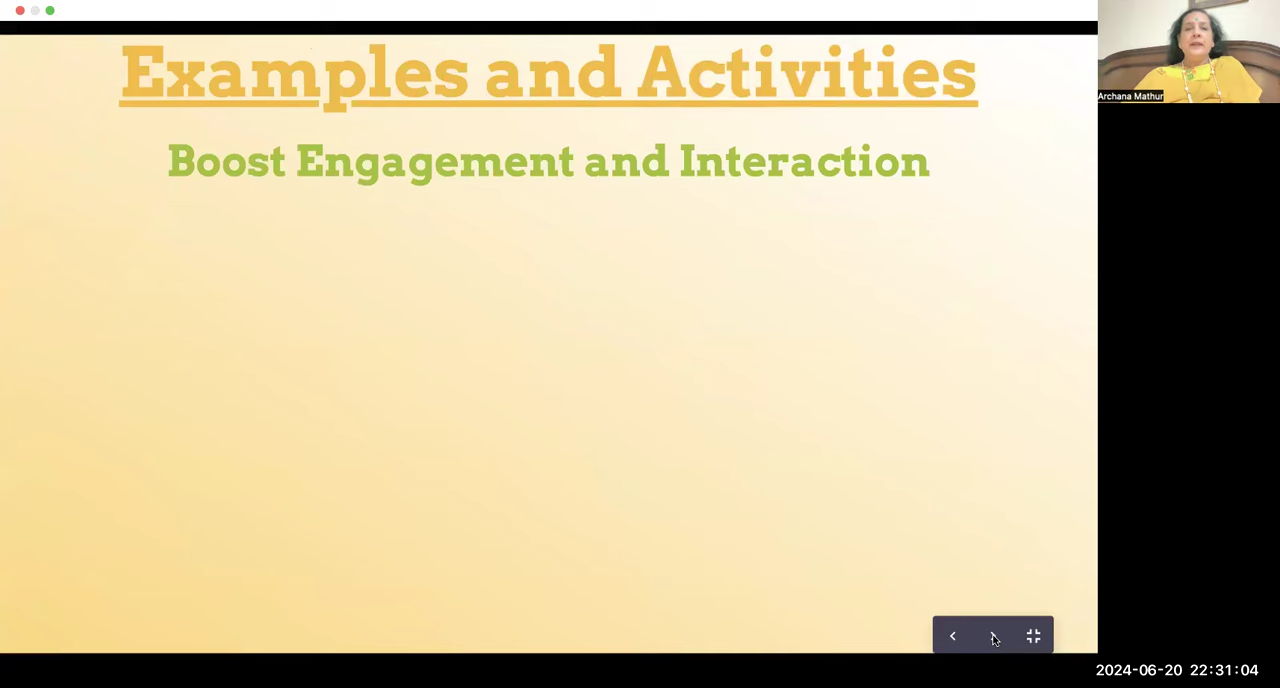 Examples and Activities
Boost Engagement and Interaction
Archana Mathur
2024-06-20 22:31:04